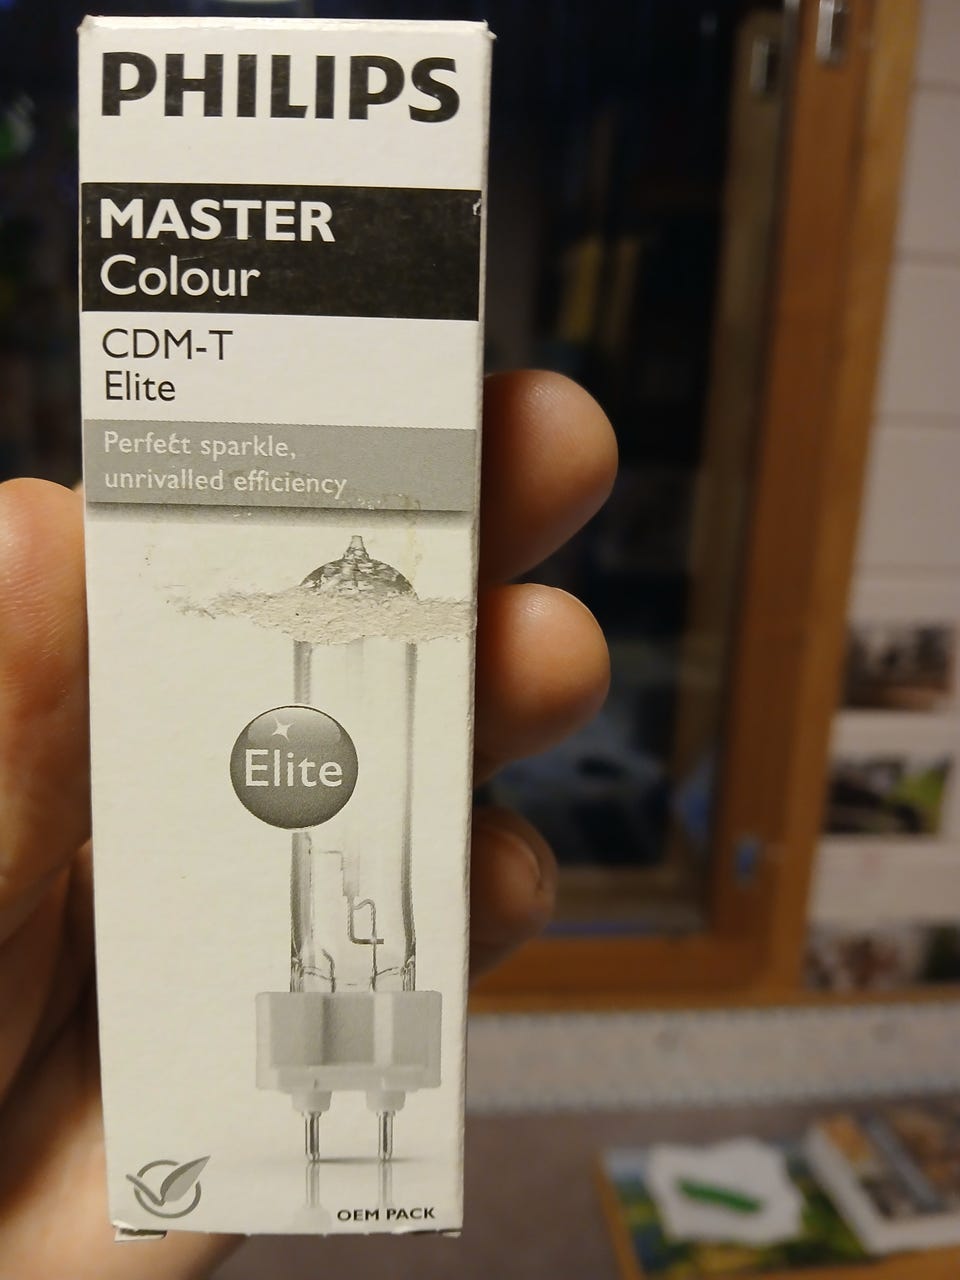 PHILIPS
MASTER
Colour
CDM-T
Elite
Perfect sparkle,
unrivalled efficiency
Elite
OEM PACK